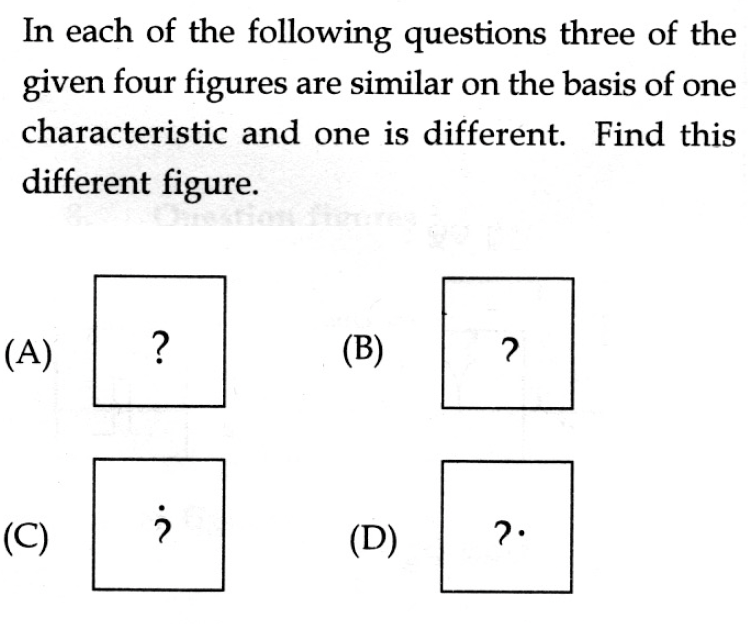 In each of the following questions three of the
given four figures are similar on the basis of one
characteristic and one is different. Find this
different figure.
(A) ? (B) ?
(C) ? (D) ?.